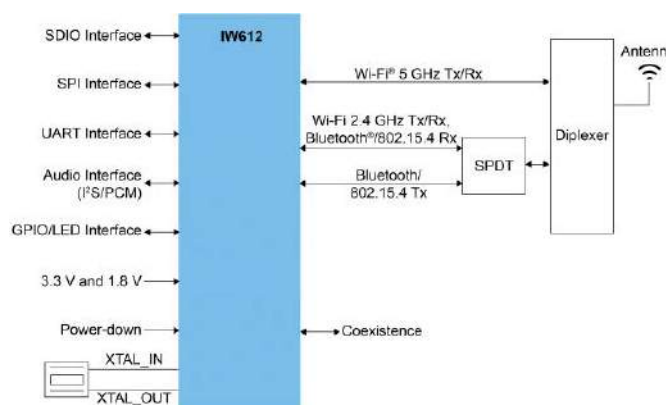 IW612
SDIO Interface
SPI Interface
UART Interface
Audio Interface
(I²S/PCM)
GPIO/LED Interface
3.3 V and 1.8 V
Power-down
XTAL_IN
XTAL_OUT
Wi-Fi® 5 GHz Tx/Rx
Wi-Fi 2.4 GHz Tx/Rx,
Bluetooth®/802.15.4 Rx
Bluetooth/
802.15.4 Tx
Coexistence
SPDT
Diplexer
Antenn